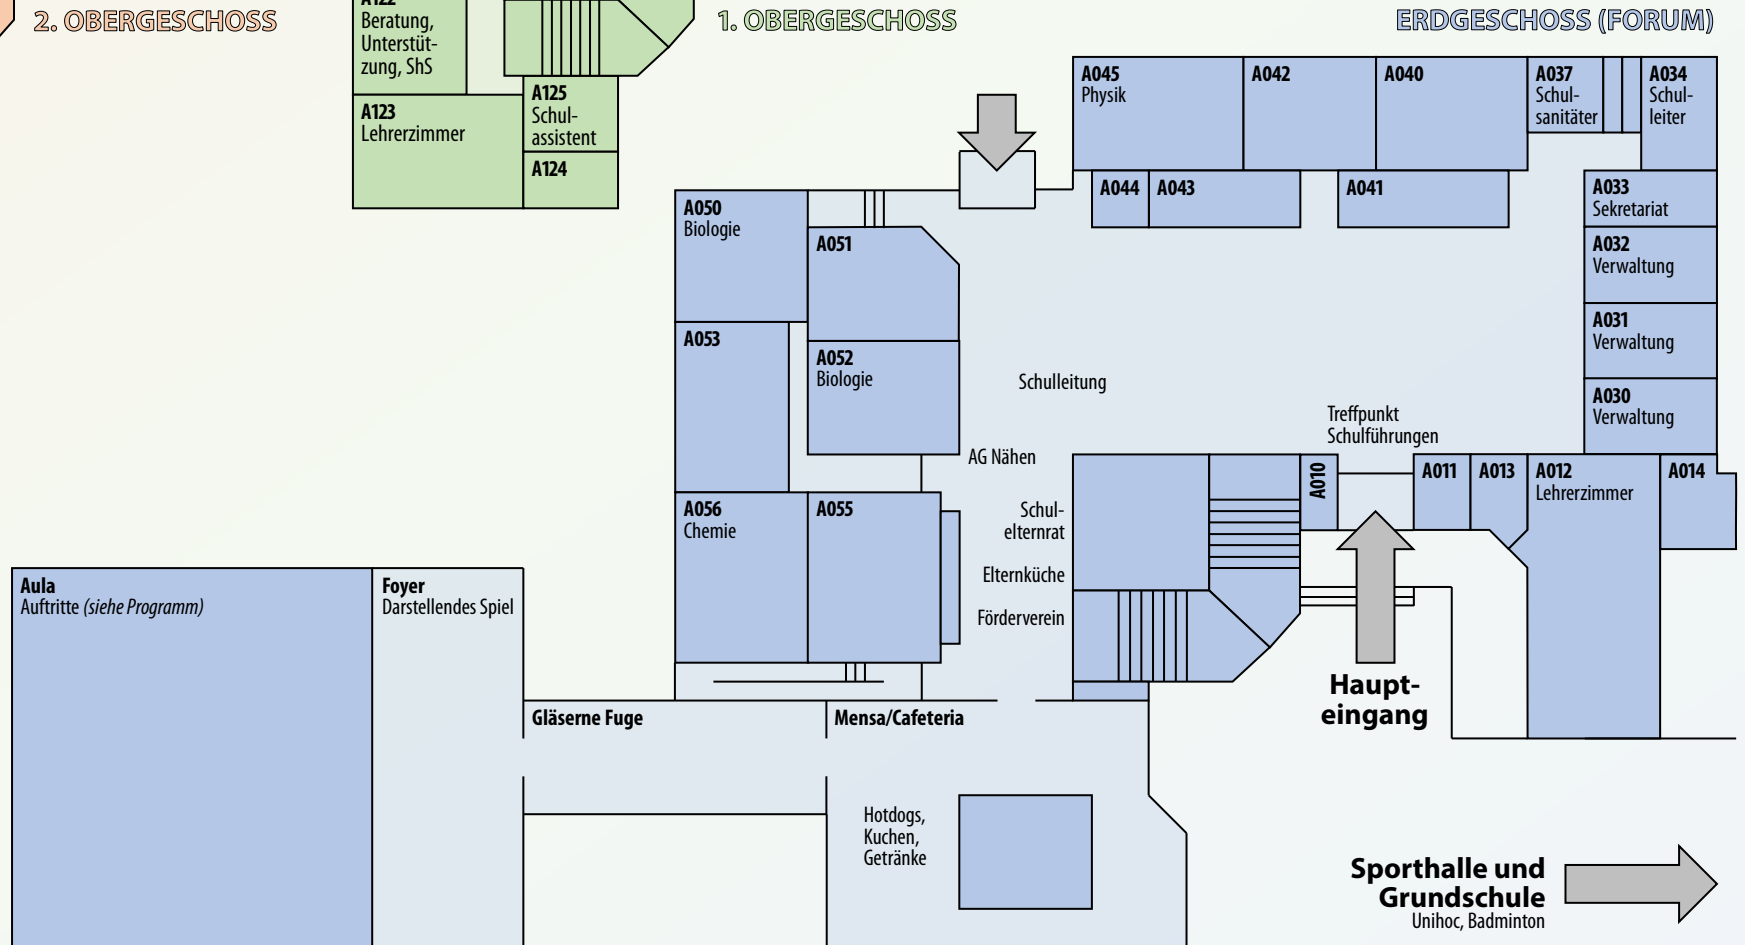 2. OBERGESCHOSS
1. OBERGESCHOSS
ERDGESCHOSS (FORUM)
A122
Beratung,
Unterstüt-
zung, ShS
A123
Lehrerzimmer
A125
Schul-
assistent
A124
A045
Physik
A042
A040
A037
Schul-
sanitäter
A034
Schul-
leiter
A044
A043
A041
A033
Sekretariat
A032
Verwaltung
A031
Verwaltung
A030
Verwaltung
A050
Biologie
A051
A053
A052
Biologie
Schulleitung
Treffpunkt
Schulführungen
AG Nähen
A010
A011
A013
A012
Lehrerzimmer
A014
A056
Chemie
A055
Schul-
elternrat
Elternküche
Förderverein
Aula
Auftritte (siehe Programm)
Foyer
Darstellendes Spiel
Haupt-
eingang
Gläserne Fuge
Mensa/Cafeteria
Hotdogs,
Kuchen,
Getränke
Sporthalle und
Grundschule
Unihoc, Badminton